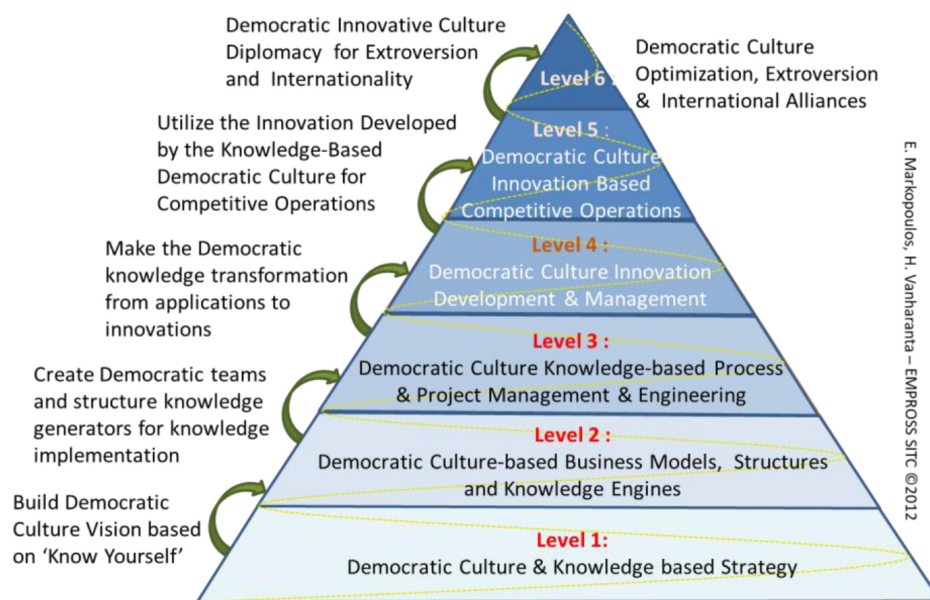 Democratic Innovative Culture
Diplomacy for Extroversion
and Internationality
Level 6 :
Democratic Culture
Optimization, Extroversion
& International Alliances
Utilize the Innovation Developed
by the Knowledge-Based
Democratic Culture for
Competitive Operations
Level 5 :
Democratic Culture
Innovation Based
Competitive Operations
Make the Democratic
knowledge transformation
from applications to
innovations
Level 4 :
Democratic Culture Innovation
Development & Management
Create Democratic teams
and structure knowledge
generators for knowledge
implementation
Level 3 :
Democratic Culture Knowledge-based Process
& Project Management & Engineering
Build Democratic
Culture Vision based
on ‘Know Yourself’
Level 2 :
Democratic Culture-based Business Models, Structures
and Knowledge Engines
Level 1:
Democratic Culture & Knowledge based Strategy
E. Markopoulos, H. Vanharanta – EMPROSS SITC ©2012